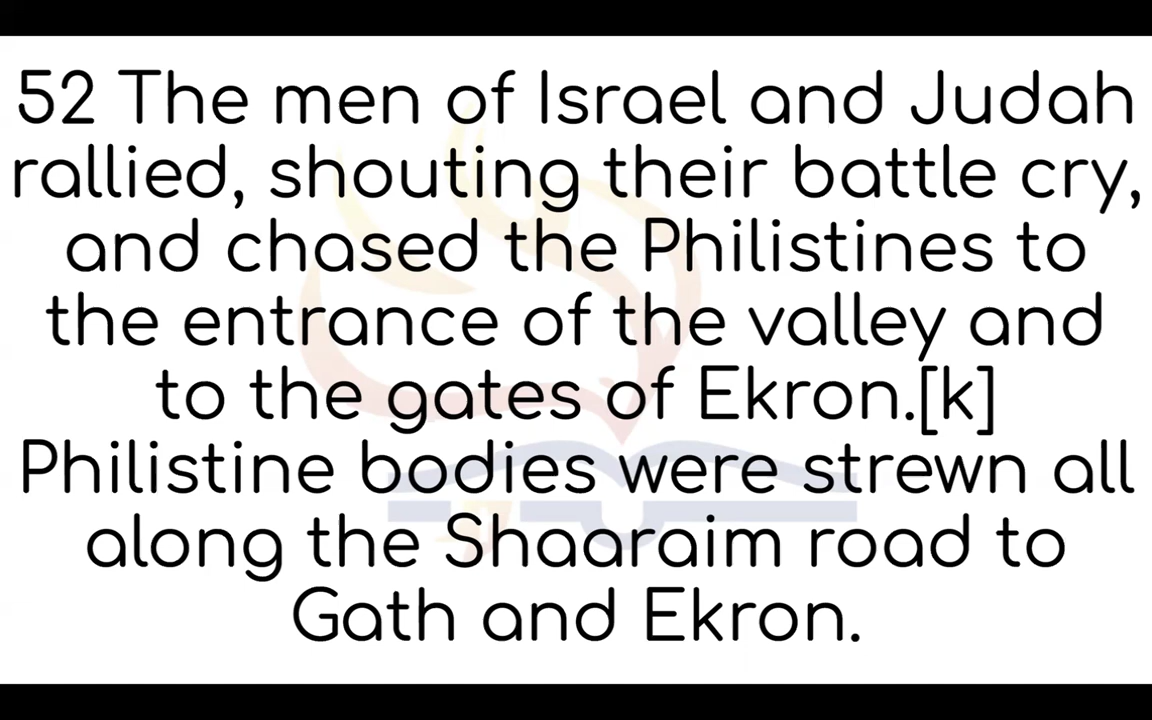 52 The men of Israel and Judah
rallied, shouting their battle cry,
and chased the Philistines to
the entrance of the valley and
to the gates of Ekron.[k]
Philistine bodies were strewn all
along the Shaaraim road to
Gath and Ekron.